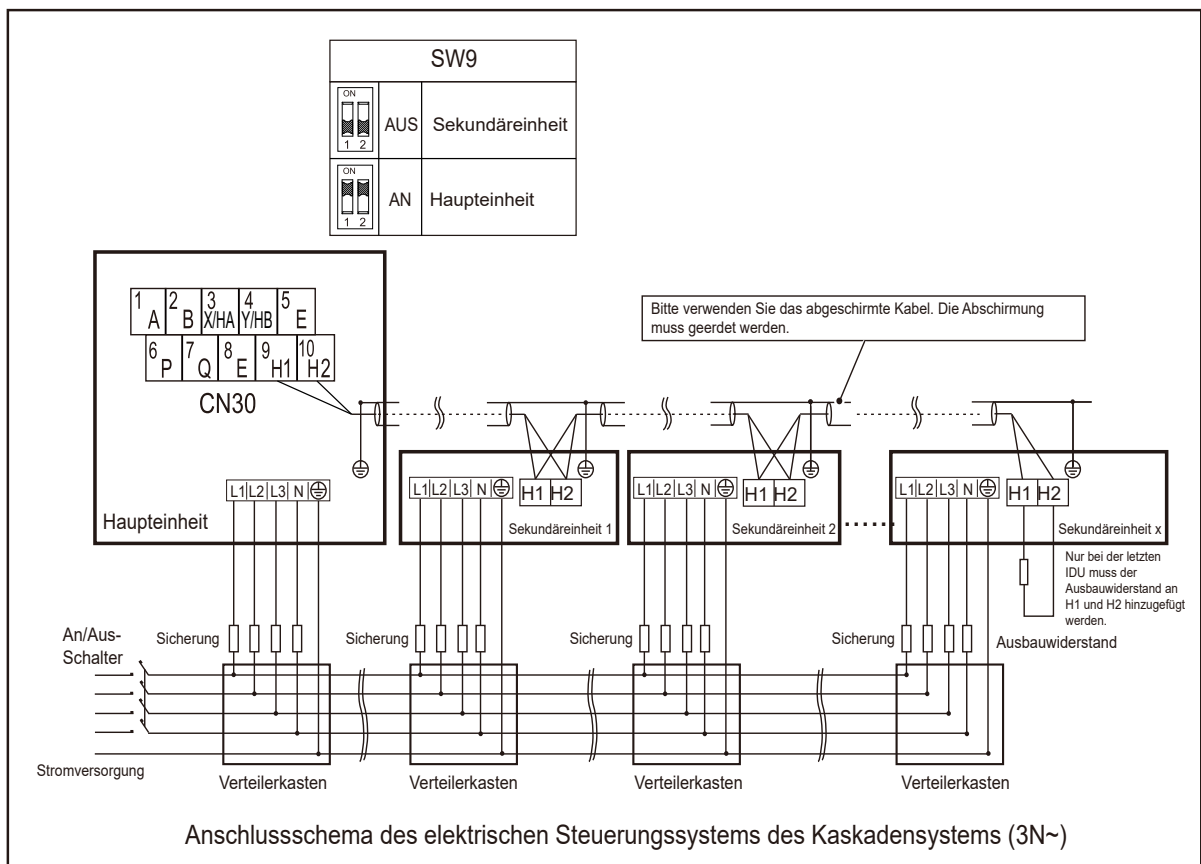 SW9
ON
1 2
AUS
Sekundäreinheit
ON
1 2
AN
Haupteinheit
1 A
2 B
3 X/HA
4 Y/HB
5 E
6 P
7 Q
8 E
9 H1
10 H2
CN30
Bitte verwenden Sie das abgeschirmte Kabel. Die Abschirmung
muss geerdet werden.
L1 L2 L3 N
Haupteinheit
L1 L2 L3 N
H1 H2
Sekundäreinheit 1
L1 L2 L3 N
H1 H2
Sekundäreinheit 2
L1 L2 L3 N
H1 H2
Sekundäreinheit x
Nur bei der letzten
IDU muss der
Ausbauwiderstand an
H1 und H2 hinzugefügt
werden.
Ausbauwiderstand
An/Aus-
Schalter
Sicherung
Sicherung
Sicherung
Sicherung
Stromversorgung
Verteilerkasten
Verteilerkasten
Verteilerkasten
Verteilerkasten
Anschlussschema des elektrischen Steuerungssystems des Kaskadensystems (3N~)